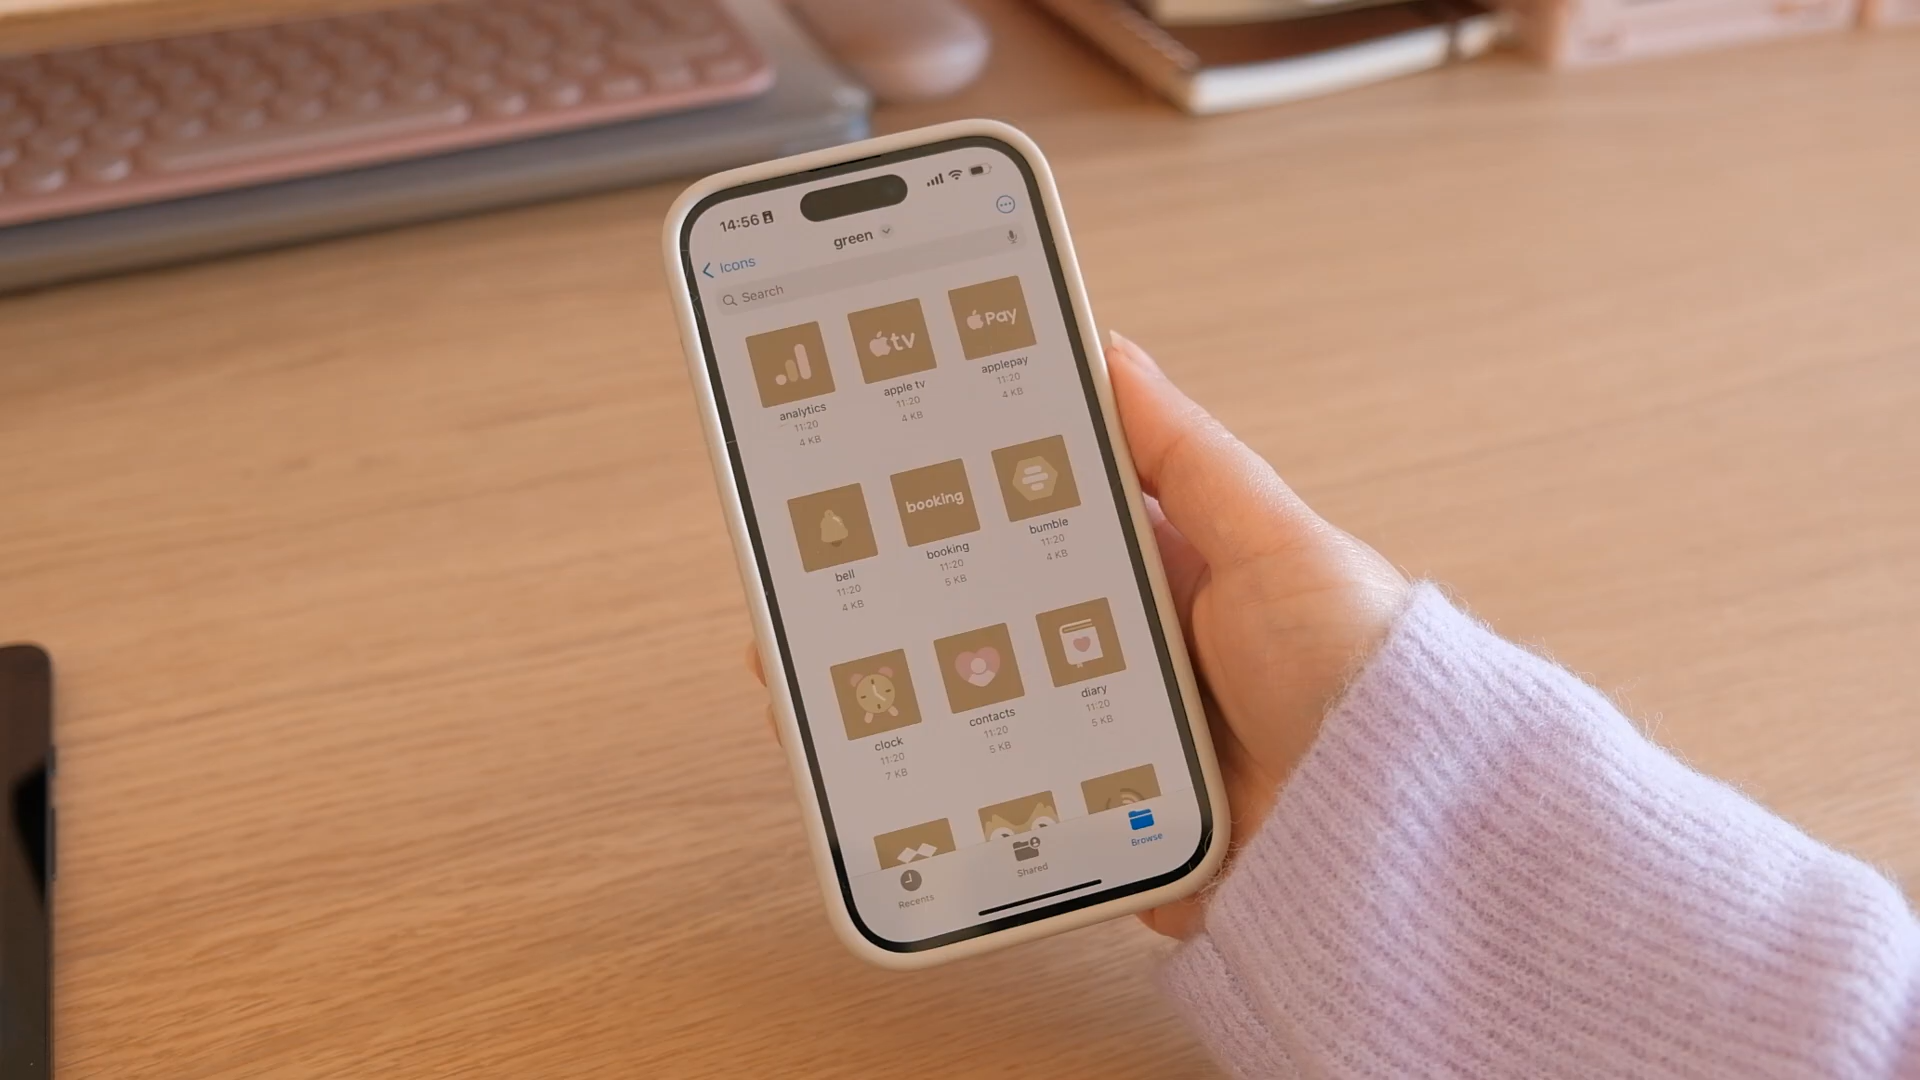 14:56
green
Icons
Search
tv
Pay
analytics
apple tv
applepay
11:20
11:20
11:20
4 KB
4 KB
4 KB
booking
bell
booking
bumble
11:20
11:20
11:20
4 KB
5 KB
4 KB
clock
contacts
diary
11:20
11:20
11:20
7 KB
5 KB
5 KB
Recents
Shared
Browse